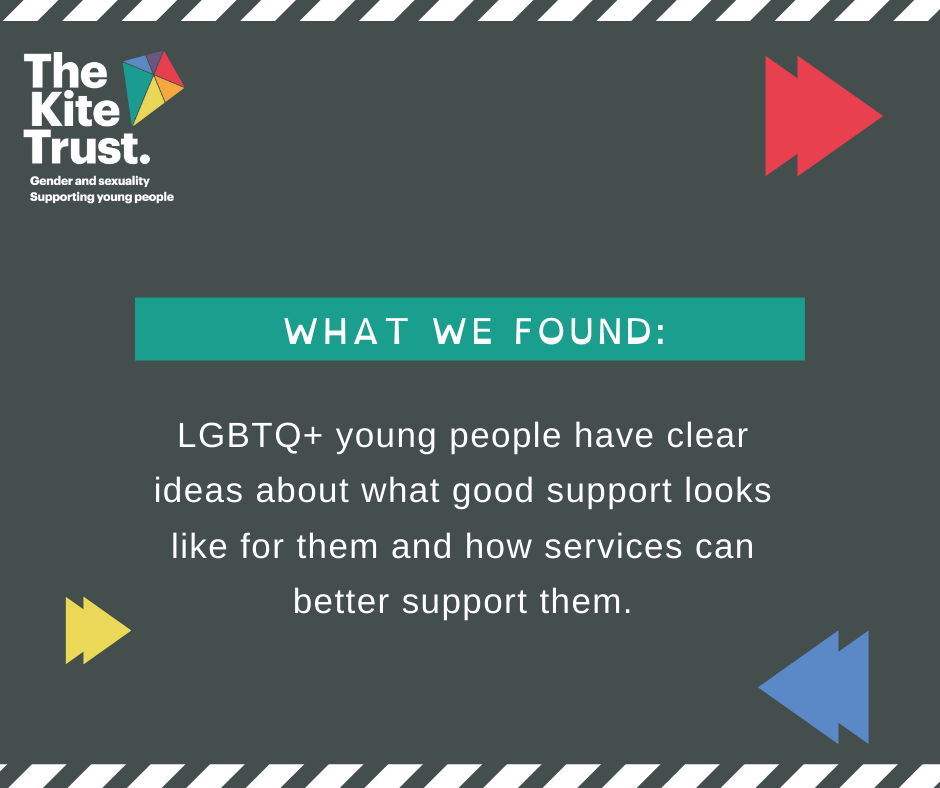 The
Kite
Trust.
Gender and sexuality
Supporting young people
WHAT WE FOUND:
LGBTQ+ young people have clear
ideas about what good support looks
like for them and how services can
better support them.